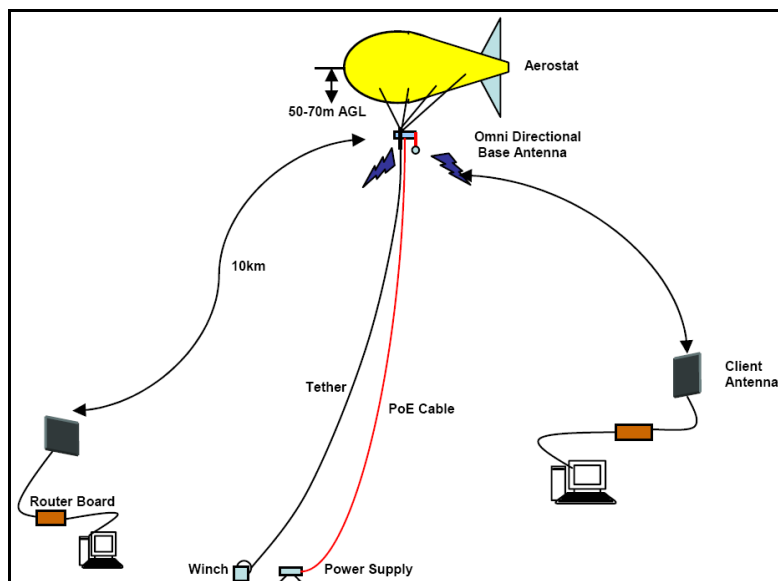 Aerostat
50-70m AGL
Omni Directional
Base Antenna
10km
Client
Antenna
Tether
PoE Cable
Router Board
Winch
Power Supply